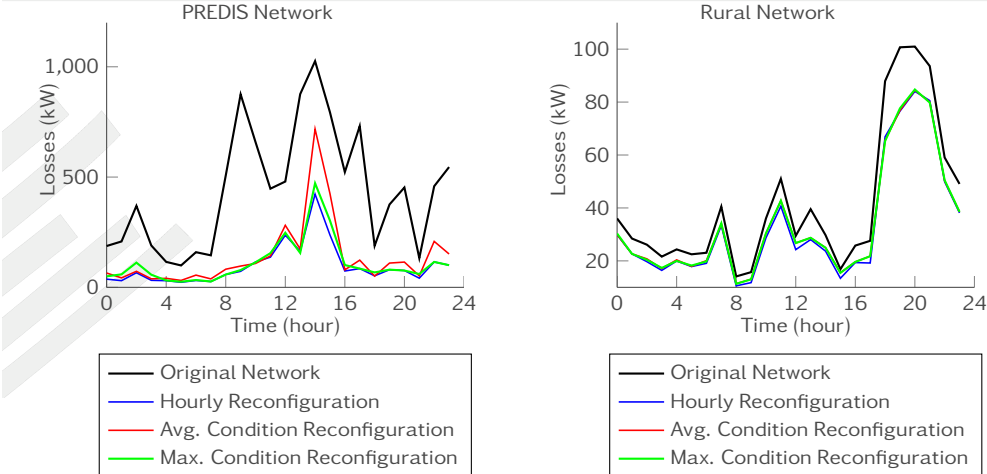 PREDIS Network
Losses (kW)
1,000
500
0
0 4 8 12 16 20 24
Time (hour)
Original Network
Hourly Reconfiguration
Avg. Condition Reconfiguration
Max. Condition Reconfiguration
Rural Network
Losses (kW)
100
80
60
40
20
0 4 8 12 16 20 24
Time (hour)
Original Network
Hourly Reconfiguration
Avg. Condition Reconfiguration
Max. Condition Reconfiguration